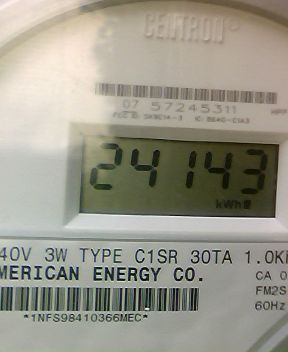 CENTRON
07 57245311
24143
kWh
40V 3W TYPE C1SR 30TA 1.0K
MERICAN ENERGY CO.
CA 0
FM2S
60Hz
*1NFS98410366MEC*